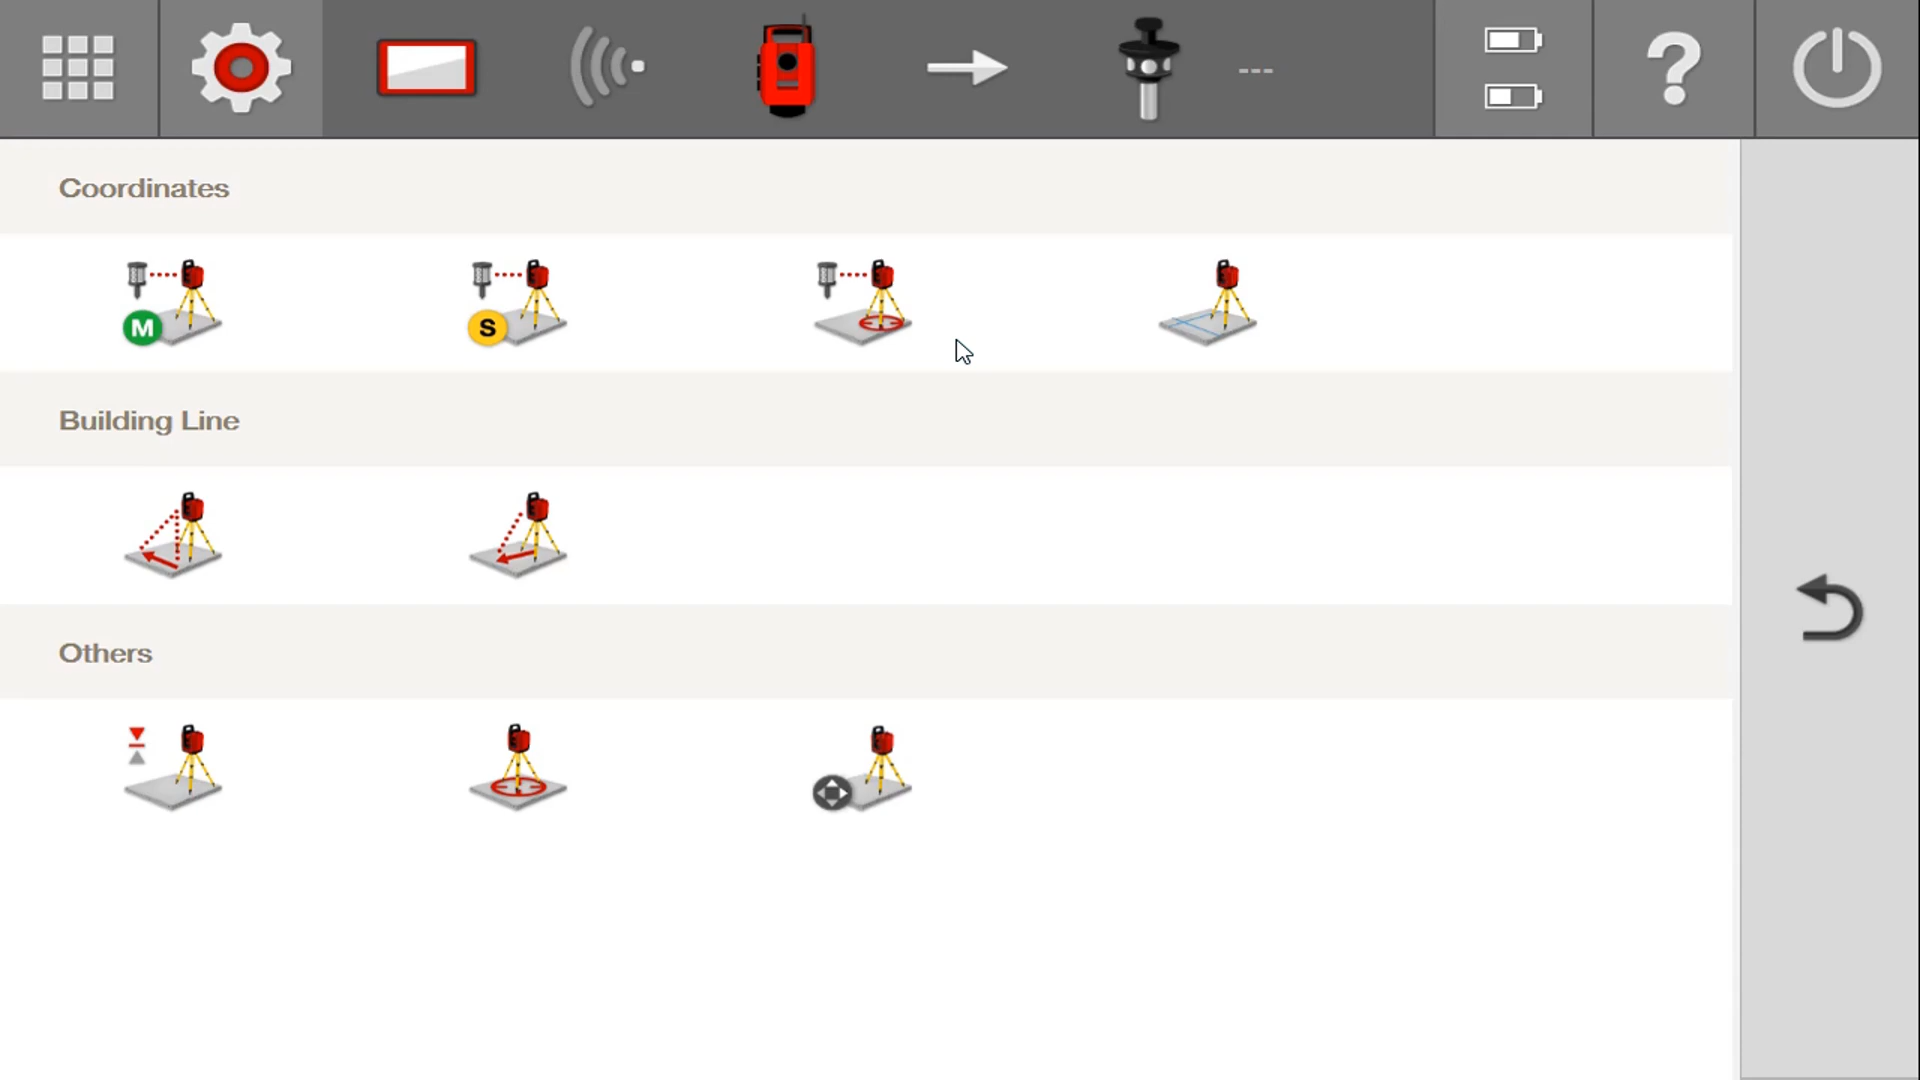 ---
?
Coordinates
M
S
Building Line
Others